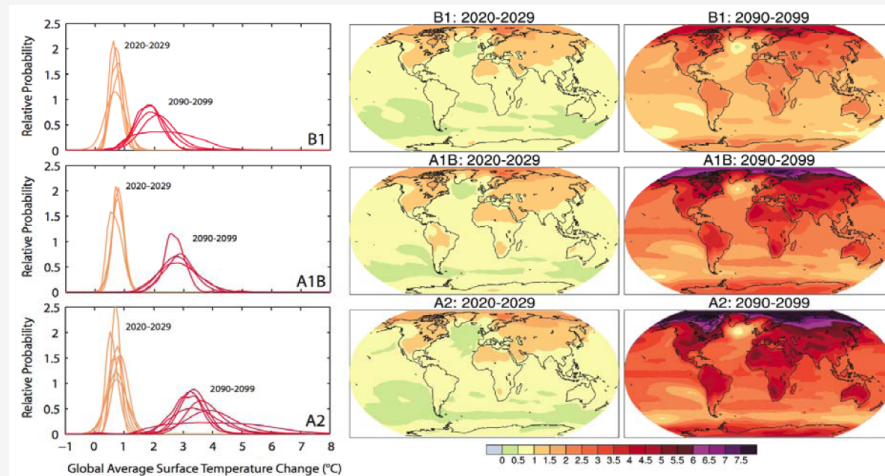 B1: 2020-2029
B1: 2090-2099
2.5
2
1.5
1
0.5
0
Relative Probability
2020-2029
2090-2099
B1
A1B: 2020-2029
A1B: 2090-2099
2.5
2
1.5
1
0.5
0
Relative Probability
2020-2029
2090-2099
A1B
A2: 2020-2029
A2: 2090-2099
2.5
2
1.5
1
0.5
0
Relative Probability
2020-2029
2090-2099
A2
−1 0 1 2 3 4 5 6 7 8
Global Average Surface Temperature Change (°C)
0 0.5 1 1.5 2 2.5 3 3.5 4 4.5 5 5.5 6 6.5 7 7.5